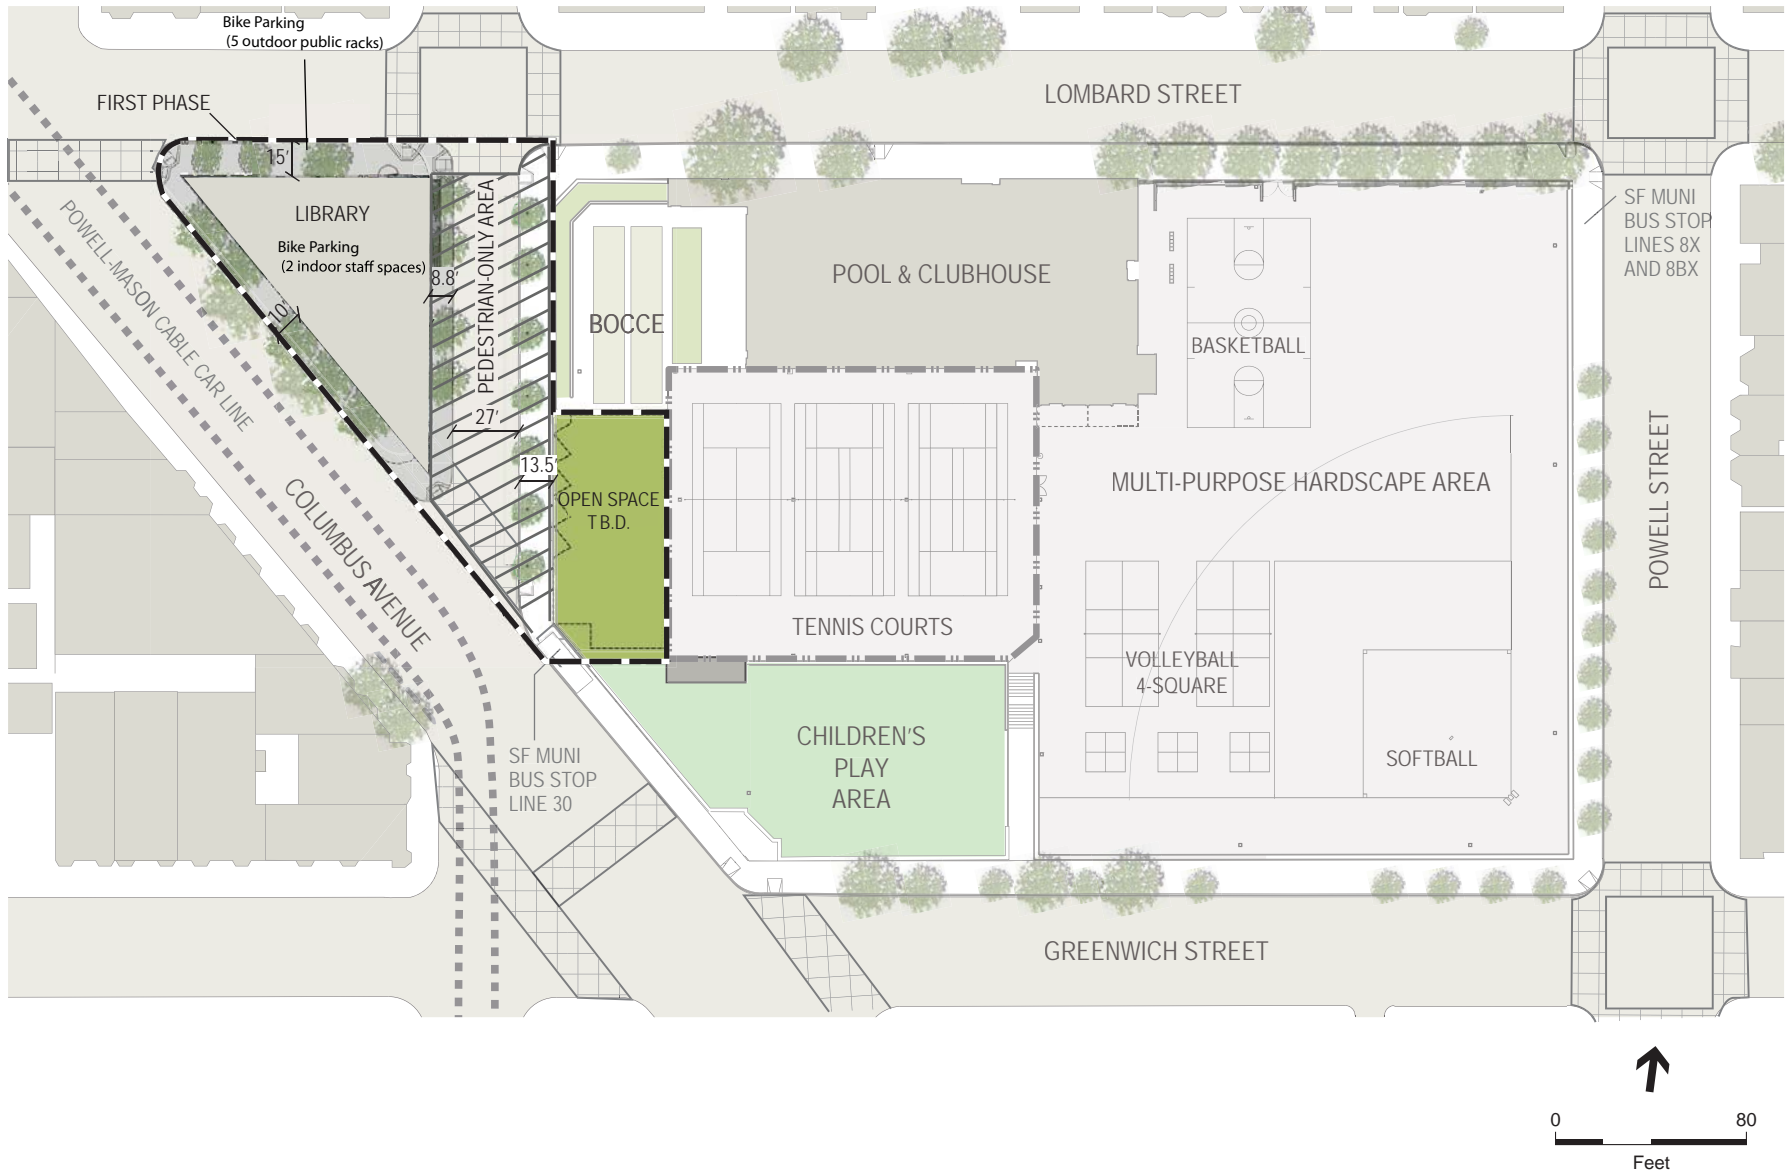 Bike Parking
(5 outdoor public racks)
FIRST PHASE
LOMBARD STREET
15'
LIBRARY
Bike Parking
(2 indoor staff spaces)
8.8'
10'
PEDESTRIAN-ONLY AREA
27'
13.5'
POWELL-MASON CABLE CAR LINE
COLUMBUS AVENUE
BOCCE
POOL & CLUBHOUSE
BASKETBALL
SF MUNI
BUS STOP
LINES 8X
AND 8BX
OPEN SPACE
T B.D.
MULTI-PURPOSE HARDSCAPE AREA
POWELL STREET
TENNIS COURTS
VOLLEYBALL
4-SQUARE
SOFTBALL
CHILDREN'S
PLAY
AREA
SF MUNI
BUS STOP
LINE 30
GREENWICH STREET
0 80
Feet